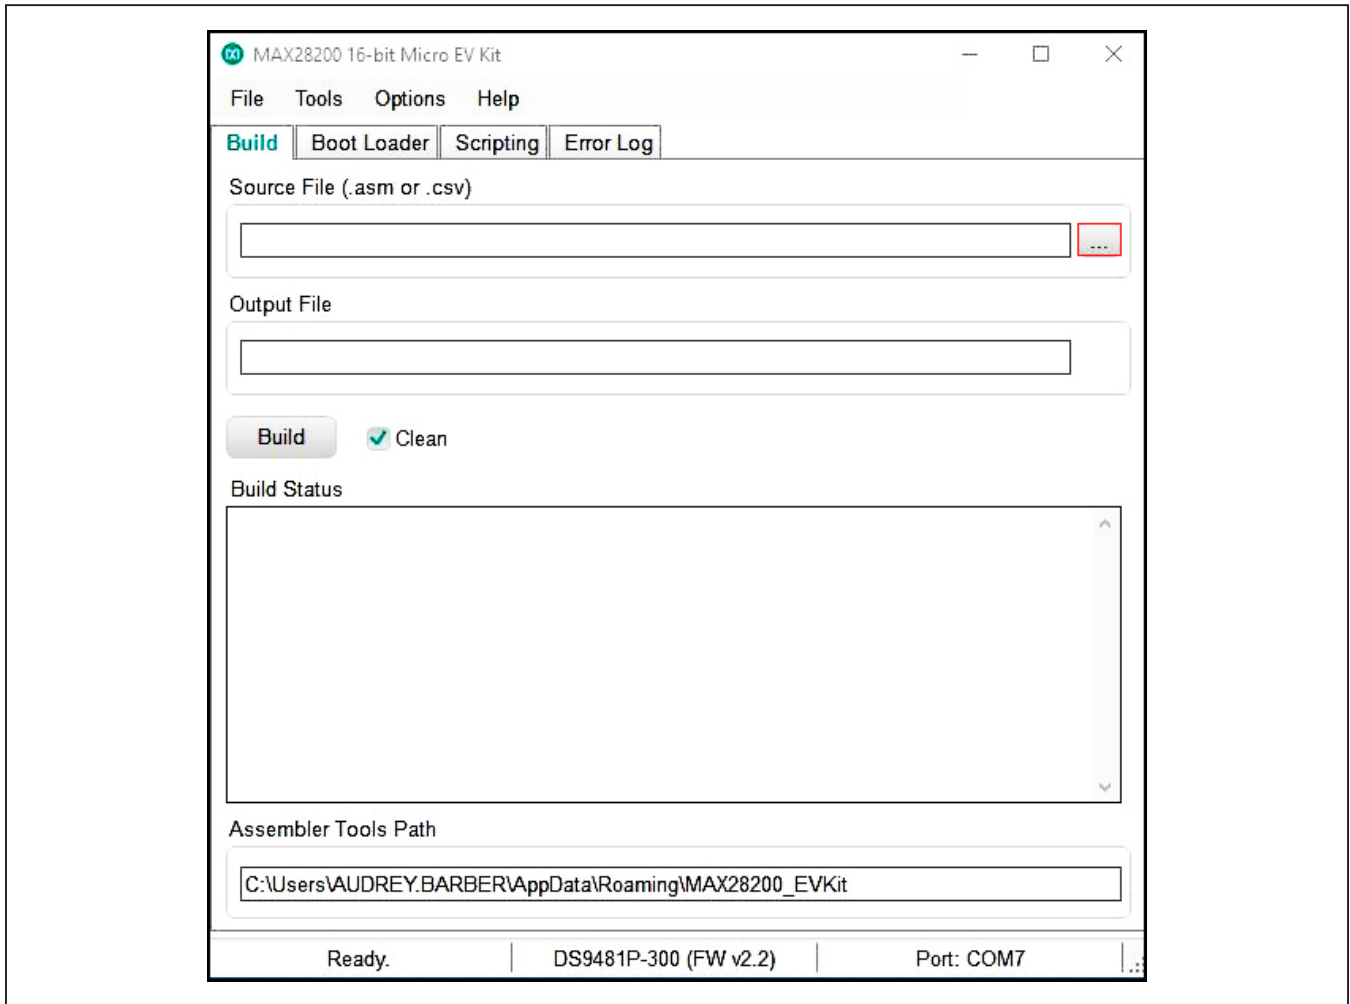 MAX28200 16-bit Micro EV Kit
File Tools Options Help
Build Boot Loader Scripting Error Log
Source File (.asm or .csv)
...
Output File
Build Clean
Build Status
Assembler Tools Path
C:\Users\AUDREY.BARBER\AppData\Roaming\MAX28200_EVKit
Ready. DS9481P-300 (FW v2.2) Port: COM7